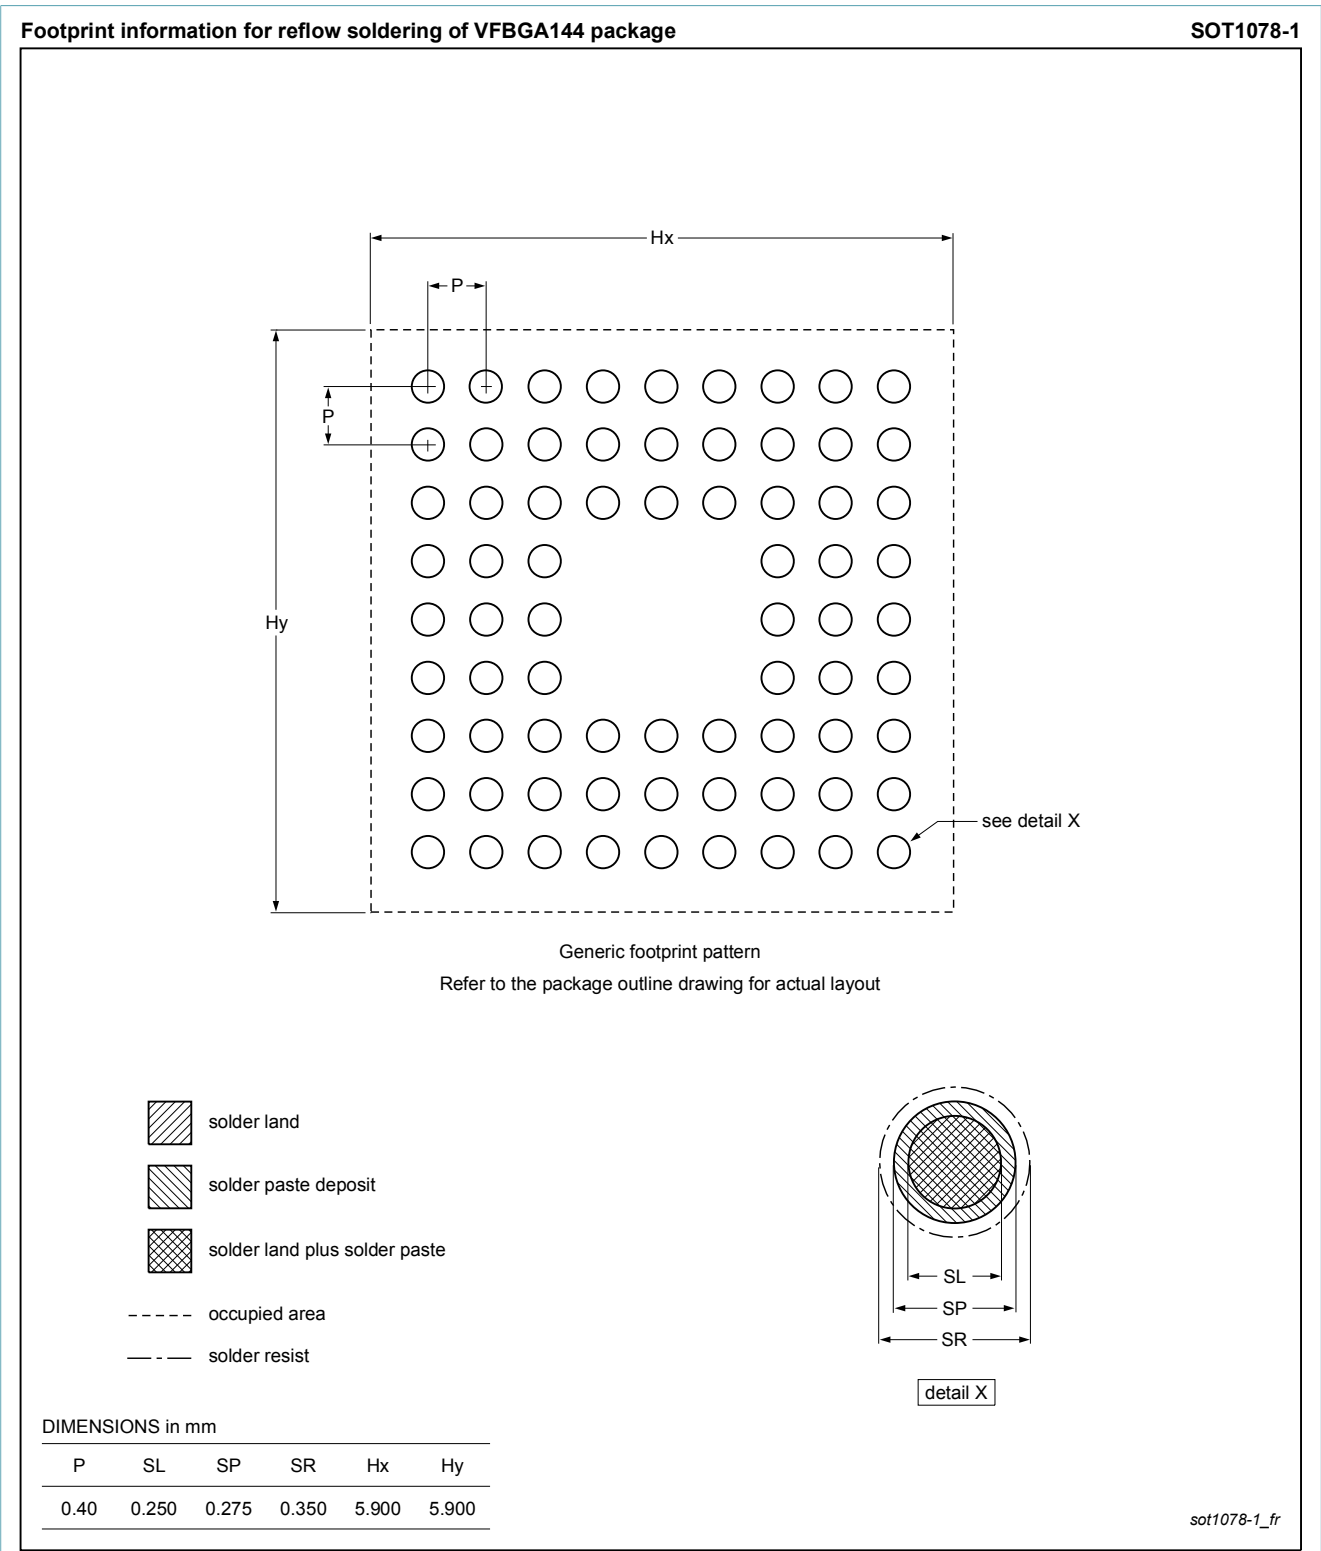 Footprint information for reflow soldering of VFBGA144 package SOT1078-1
Hx
P
P
Hy
see detail X
Generic footprint pattern
Refer to the package outline drawing for actual layout
solder land
solder paste deposit
solder land plus solder paste
occupied area
solder resist
SL
SP
SR
detail X
DIMENSIONS in mm
P SL SP SR Hx Hy
0.40 0.250 0.275 0.350 5.900 5.900
sot1078-1_fr